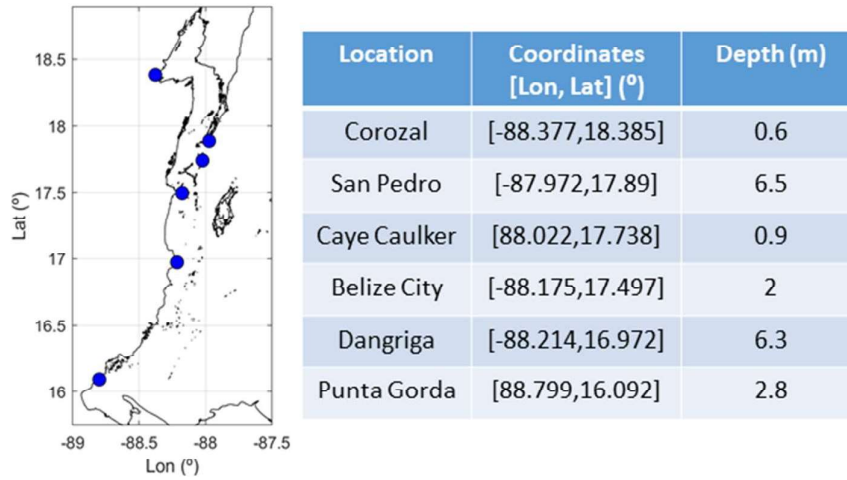 18.5
18
17.5
17
16.5
16
Lat (º)
-89
-88.5
-88
-87.5
Lon (º)
Location Coordinates [Lon, Lat] (º) Depth (m)
Corozal [-88.377,18.385] 0.6
San Pedro [-87.972,17.89] 6.5
Caye Caulker [88.022,17.738] 0.9
Belize City [-88.175,17.497] 2
Dangriga [-88.214,16.972] 6.3
Punta Gorda [88.799,16.092] 2.8